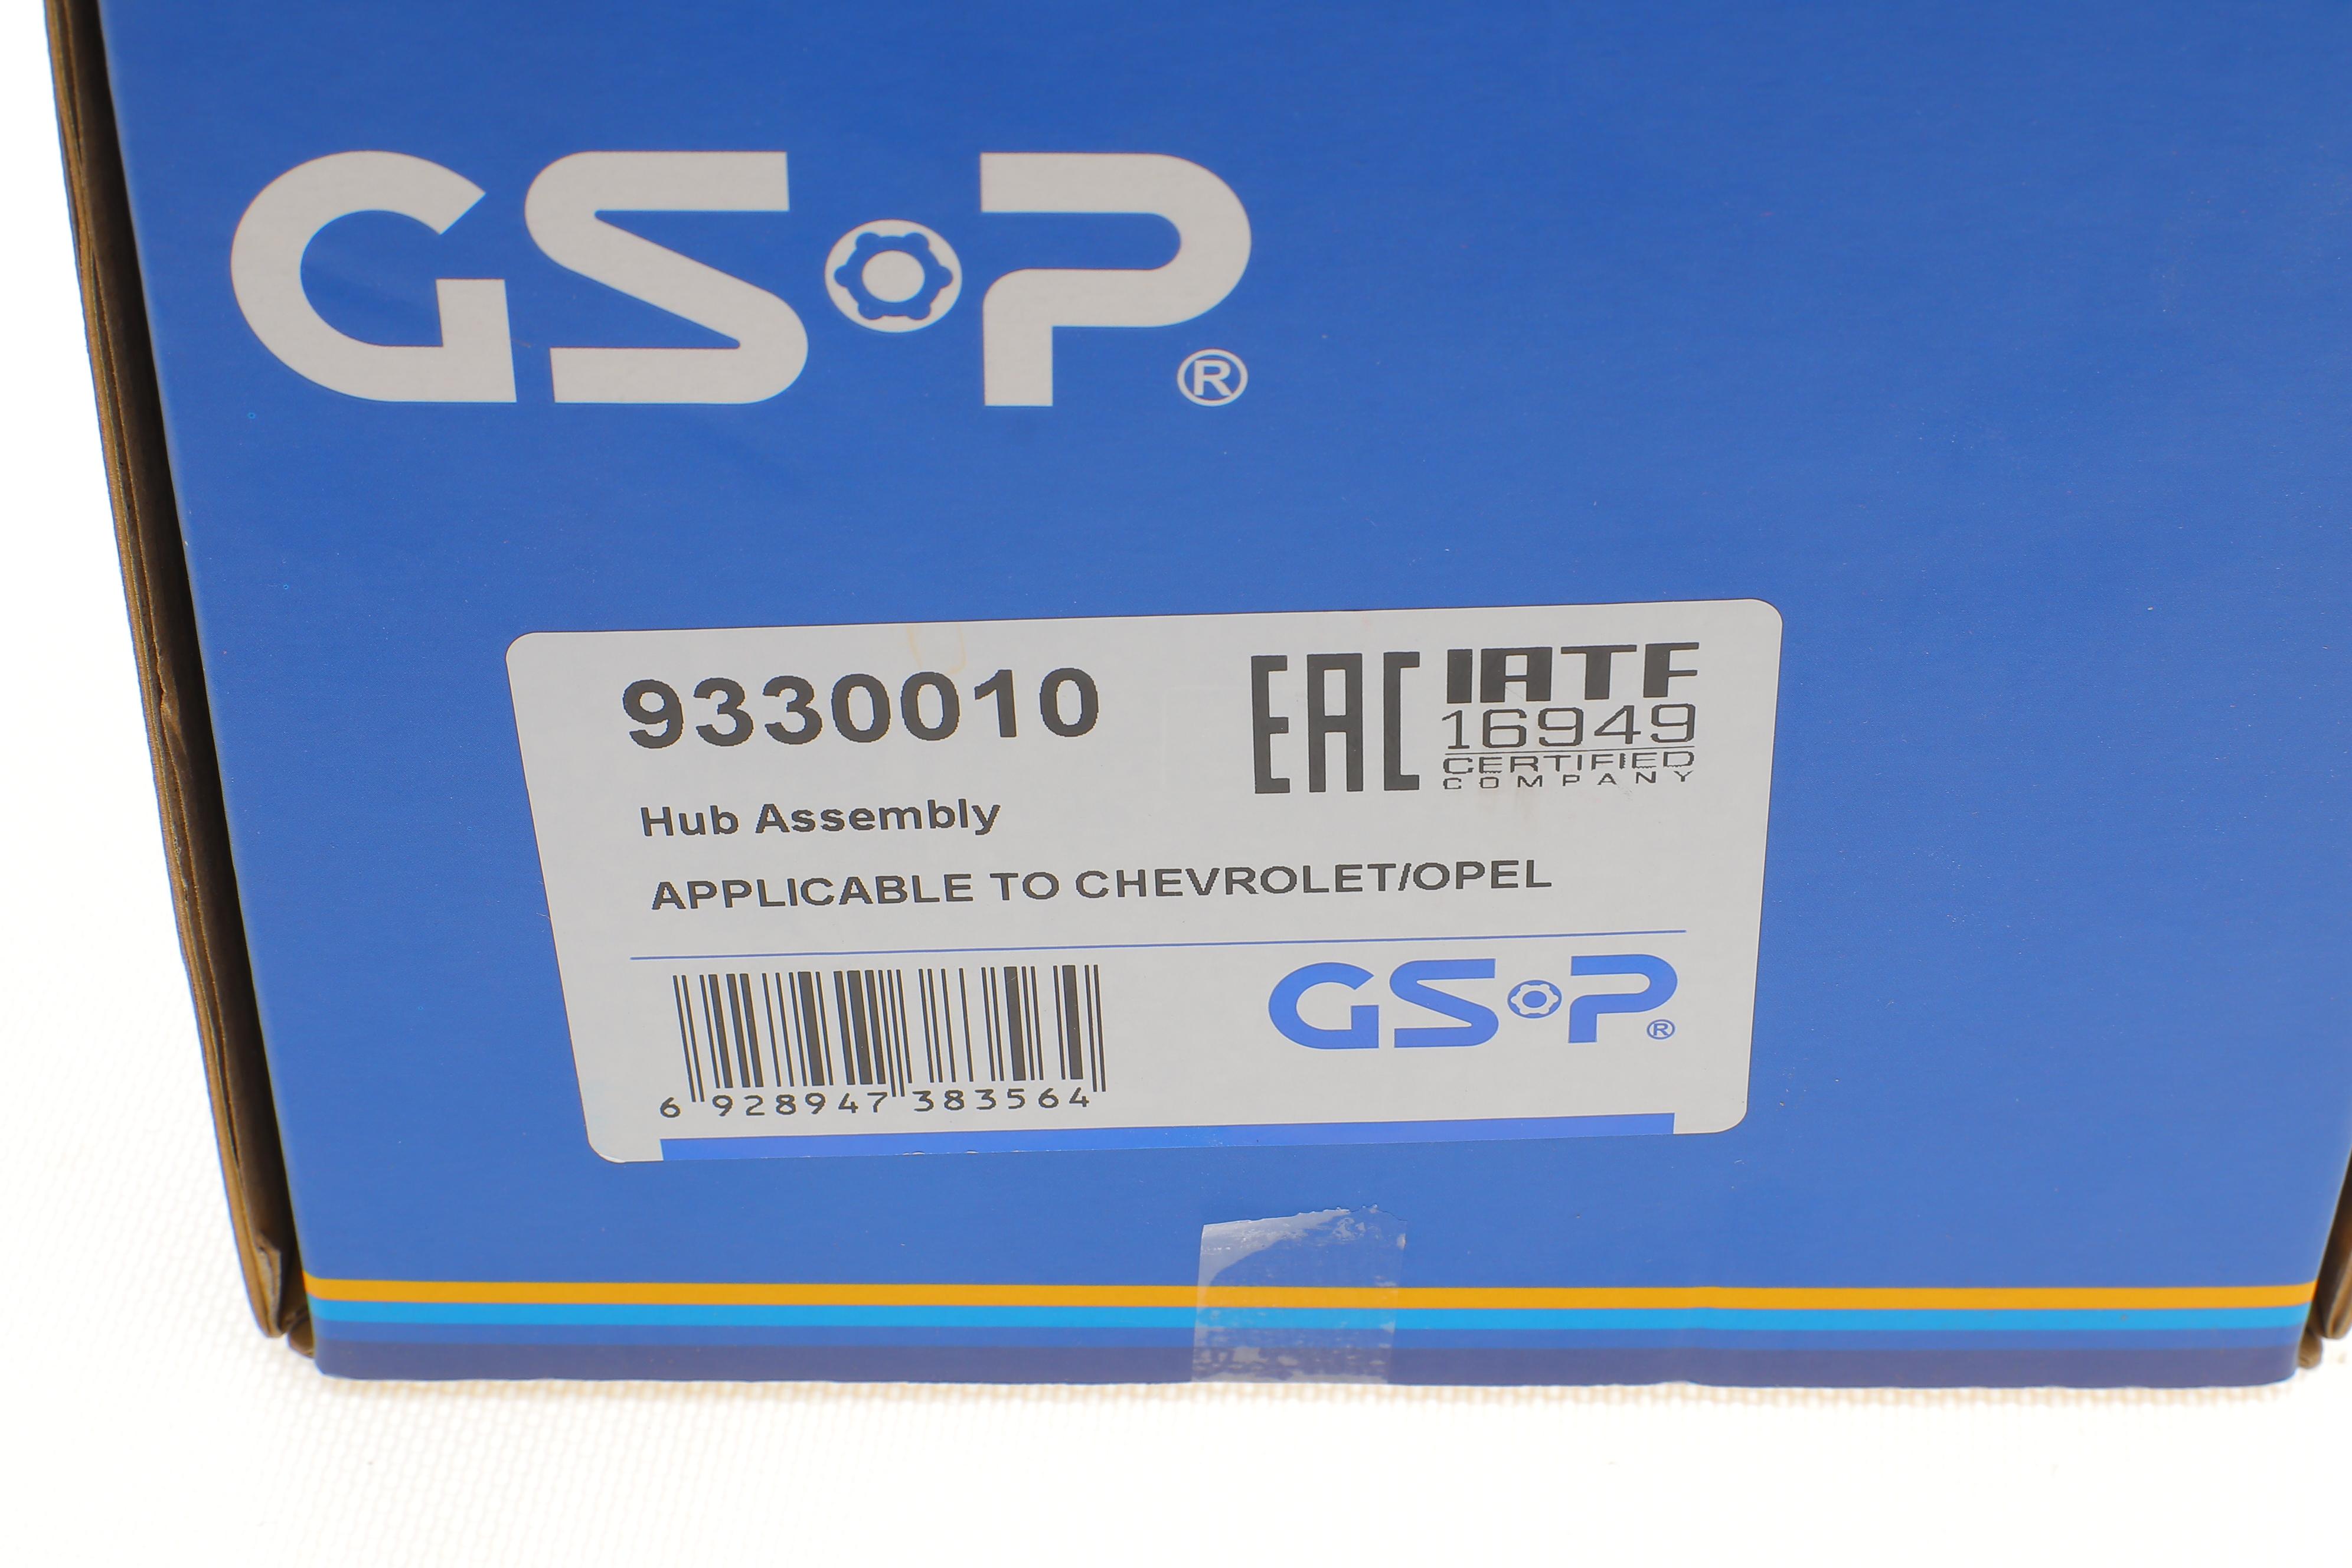 GSP®
9330010
EAC
IATF
16949
CERTIFIED
COMPANY
Hub Assembly
APPLICABLE TO CHEVROLET/OPEL
6 928947 383564
GSP®